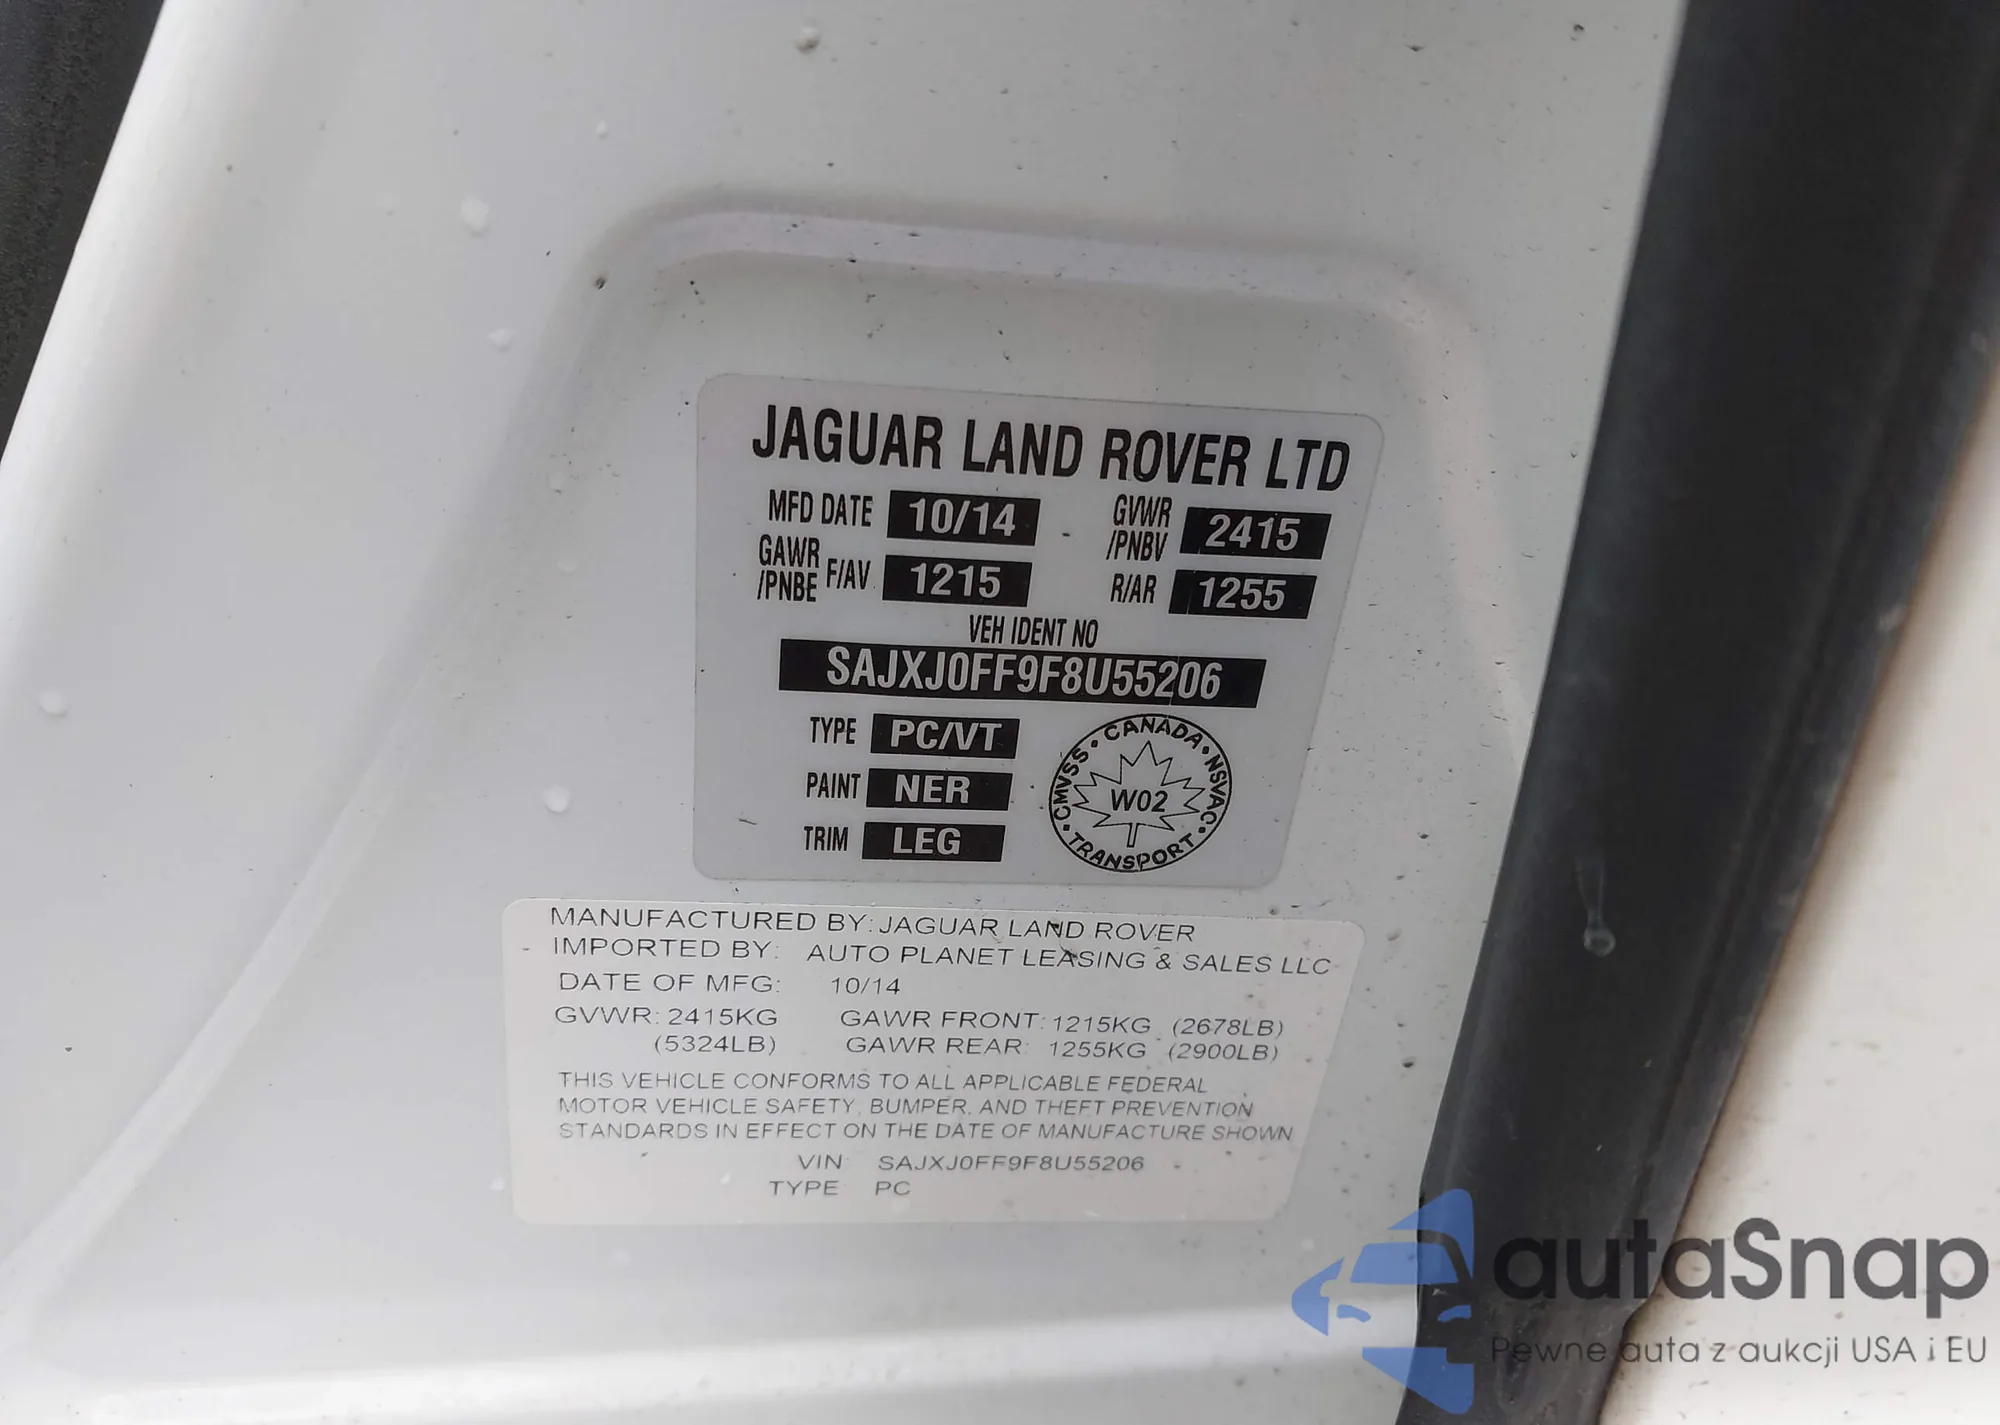 JAGUAR LAND ROVER LTD
MFD DATE 10/14 GVWR /PNBV 2415
GAWR /PNBE F/AV 1215 R/AR 1255
VEH IDENT NO
SAJXJ0FF9F8U55206
TYPE PC/VT
PAINT NER
TRIM LEG
CANADA • NSVAC • TRANSPORT • CMVSS •
W02
MANUFACTURED BY: JAGUAR LAND ROVER
IMPORTED BY: AUTO PLANET LEASING & SALES LLC
DATE OF MFG: 10/14
GVWR: 2415KG GAWR FRONT: 1215KG (2678LB)
(5324LB) GAWR REAR: 1255KG (2900LB)
THIS VEHICLE CONFORMS TO ALL APPLICABLE FEDERAL
MOTOR VEHICLE SAFETY, BUMPER, AND THEFT PREVENTION
STANDARDS IN EFFECT ON THE DATE OF MANUFACTURE SHOWN
VIN: SAJXJ0FF9F8U55206
TYPE PC
autaSnap
Pewne auta z aukcji USA i EU